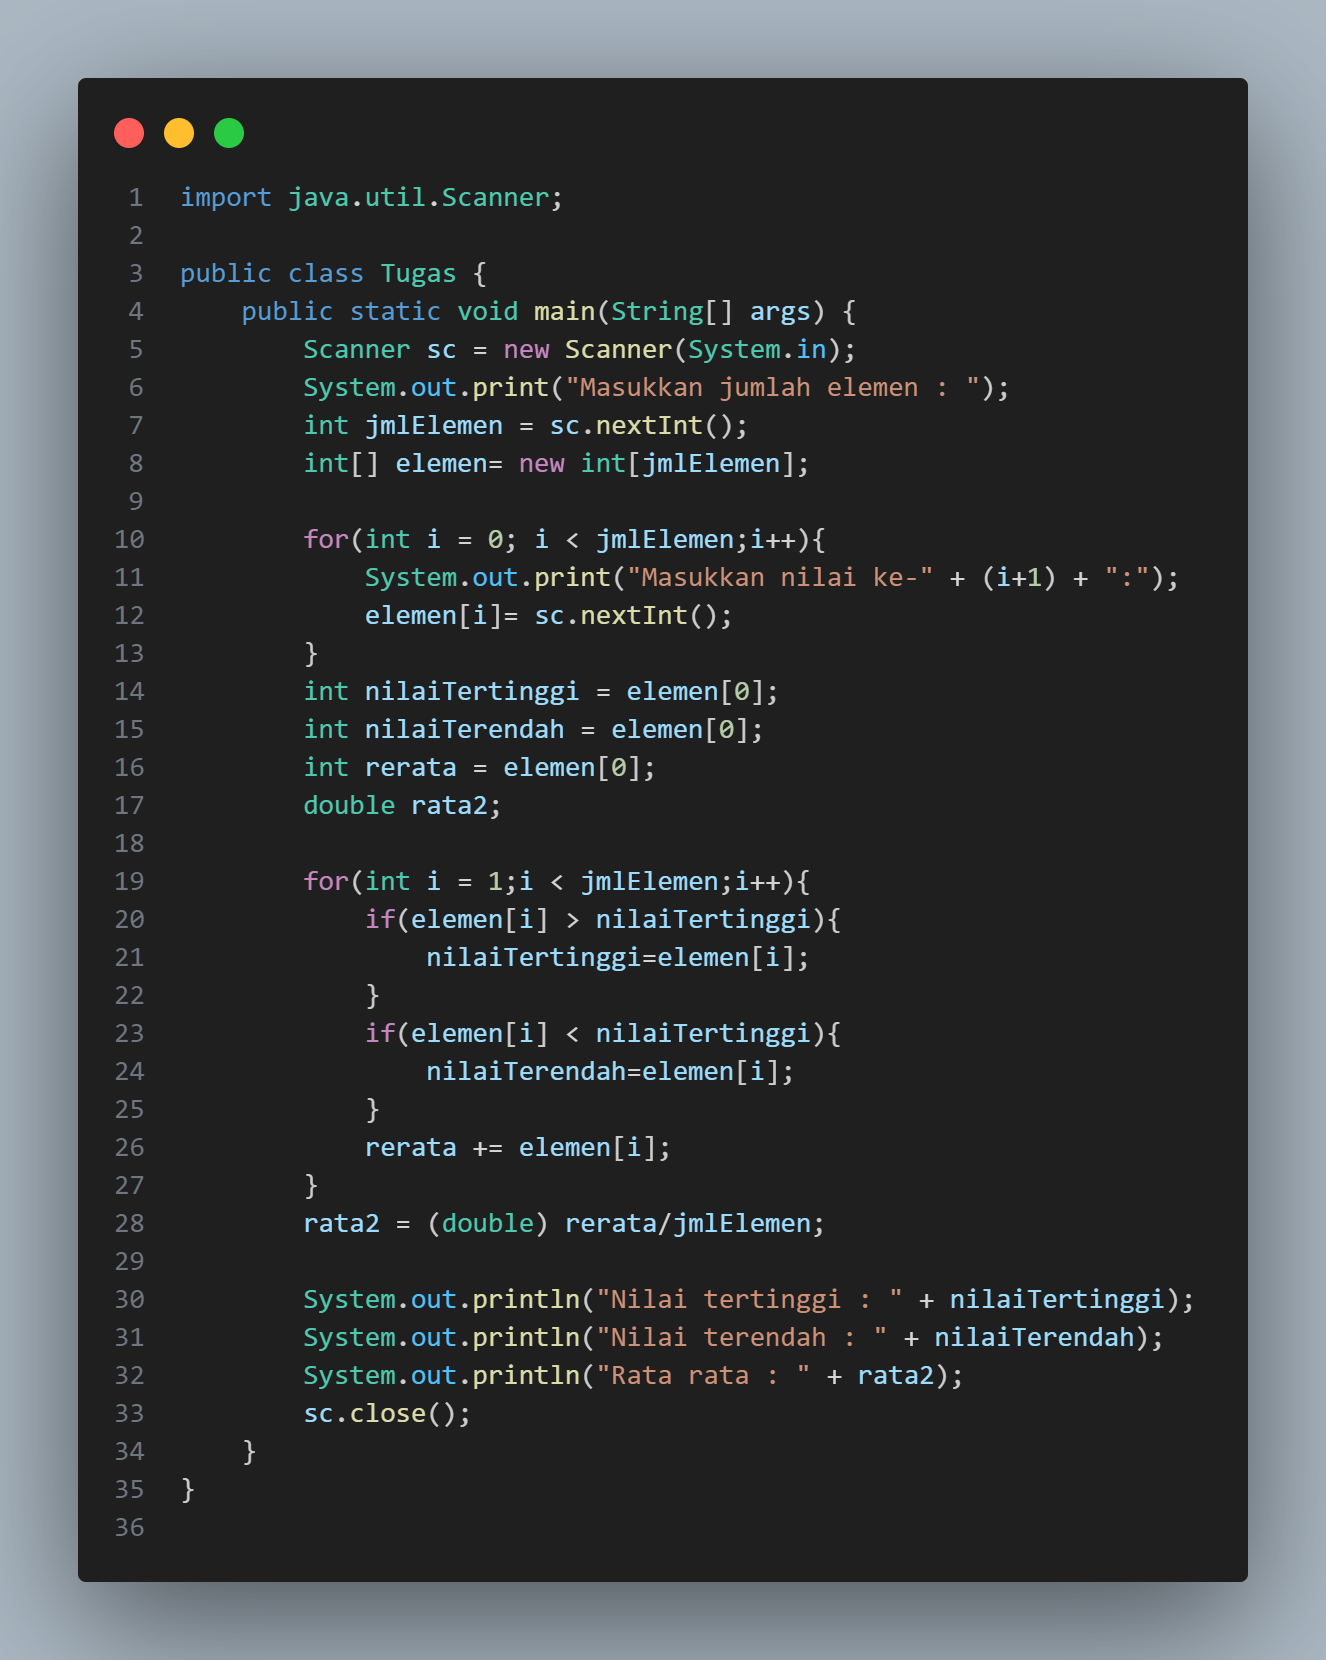 1 import java.util.Scanner;
2
3 public class Tugas {
4     public static void main(String[] args) {
5         Scanner sc = new Scanner(System.in);
6         System.out.print("Masukkan jumlah elemen : ");
7         int jmlElemen = sc.nextInt();
8         int[] elemen= new int[jmlElemen];
9
10         for(int i = 0; i < jmlElemen;i++){
11             System.out.print("Masukkan nilai ke-" + (i+1) + ":");
12             elemen[i]= sc.nextInt();
13         }
14         int nilaiTertinggi = elemen[0];
15         int nilaiTerendah = elemen[0];
16         int rerata = elemen[0];
17         double rata2;
18
19         for(int i = 1;i < jmlElemen;i++){
20             if(elemen[i] > nilaiTertinggi){
21                 nilaiTertinggi=elemen[i];
22             }
23             if(elemen[i] < nilaiTertinggi){
24                 nilaiTerendah=elemen[i];
25             }
26             rerata += elemen[i];
27         }
28         rata2 = (double) rerata/jmlElemen;
29
30         System.out.println("Nilai tertinggi : " + nilaiTertinggi);
31         System.out.println("Nilai terendah : " + nilaiTerendah);
32         System.out.println("Rata rata : " + rata2);
33         sc.close();
34     }
35 }
36